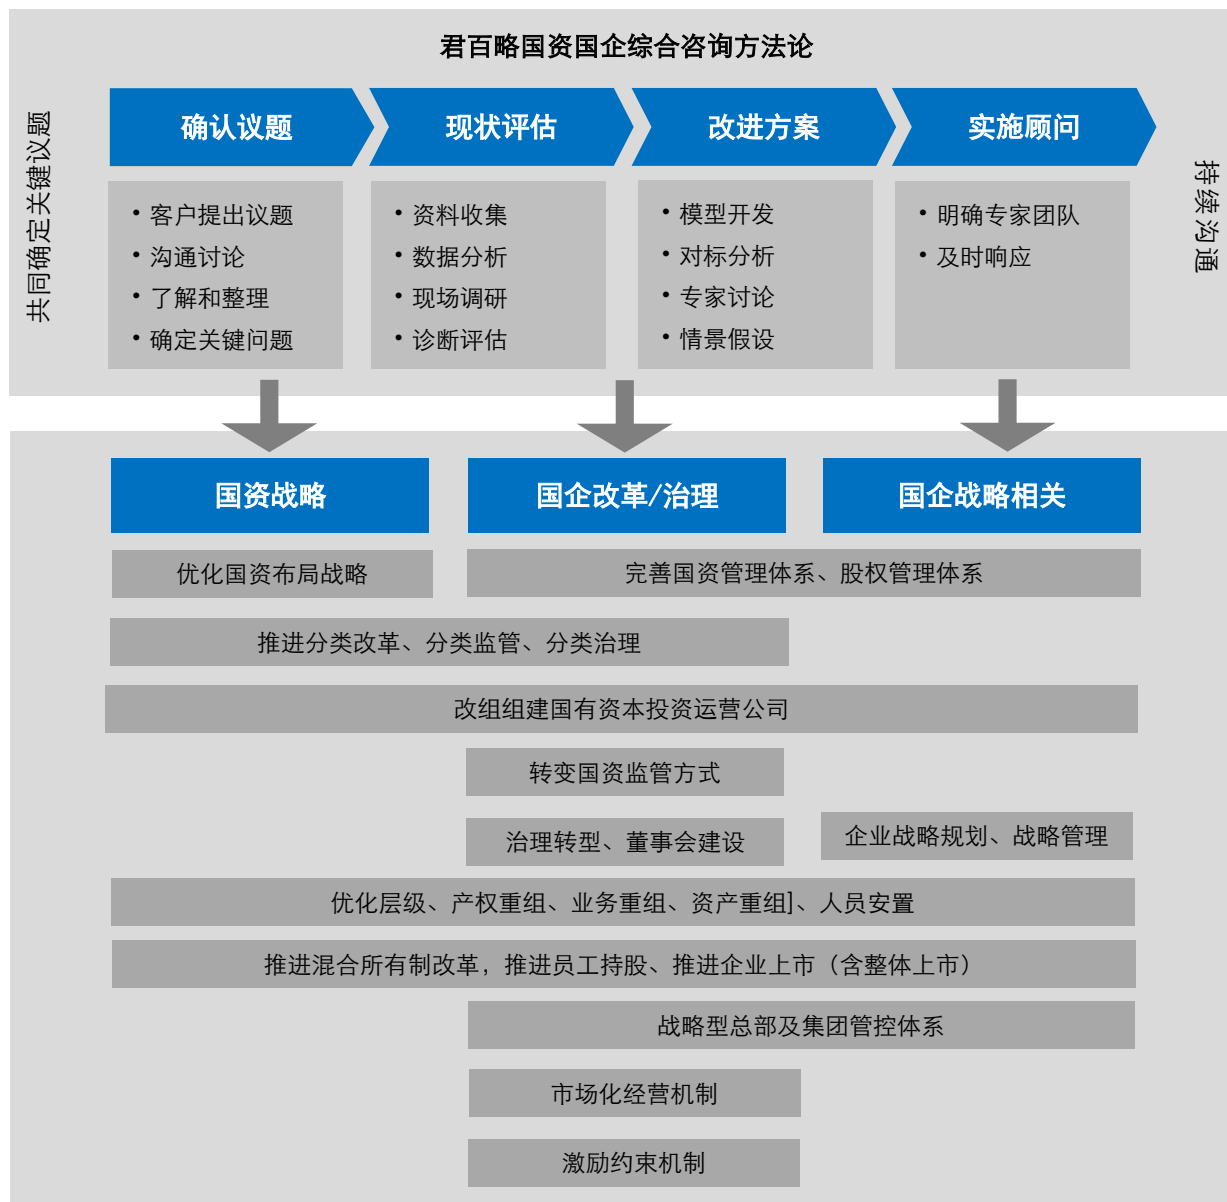 君百略国资国企综合咨询方法论
共同确定关键议题
确认议题
现状评估
改进方案
实施顾问
持续沟通
• 客户提出议题
• 沟通讨论
• 了解和整理
• 确定关键问题
• 资料收集
• 数据分析
• 现场调研
• 诊断评估
• 模型开发
• 对标分析
• 专家讨论
• 情景假设
• 明确专家团队
• 及时响应
国资战略
国企改革/治理
国企战略相关
优化国资布局战略
完善国资管理体系、股权管理体系
推进分类改革、分类监管、分类治理
改组组建国有资本投资运营公司
转变国资监管方式
治理转型、董事会建设
企业战略规划、战略管理
优化层级、产权重组、业务重组、资产重组]、人员安置
推进混合所有制改革，推进员工持股、推进企业上市（含整体上市）
战略型总部及集团管控体系
市场化经营机制
激励约束机制